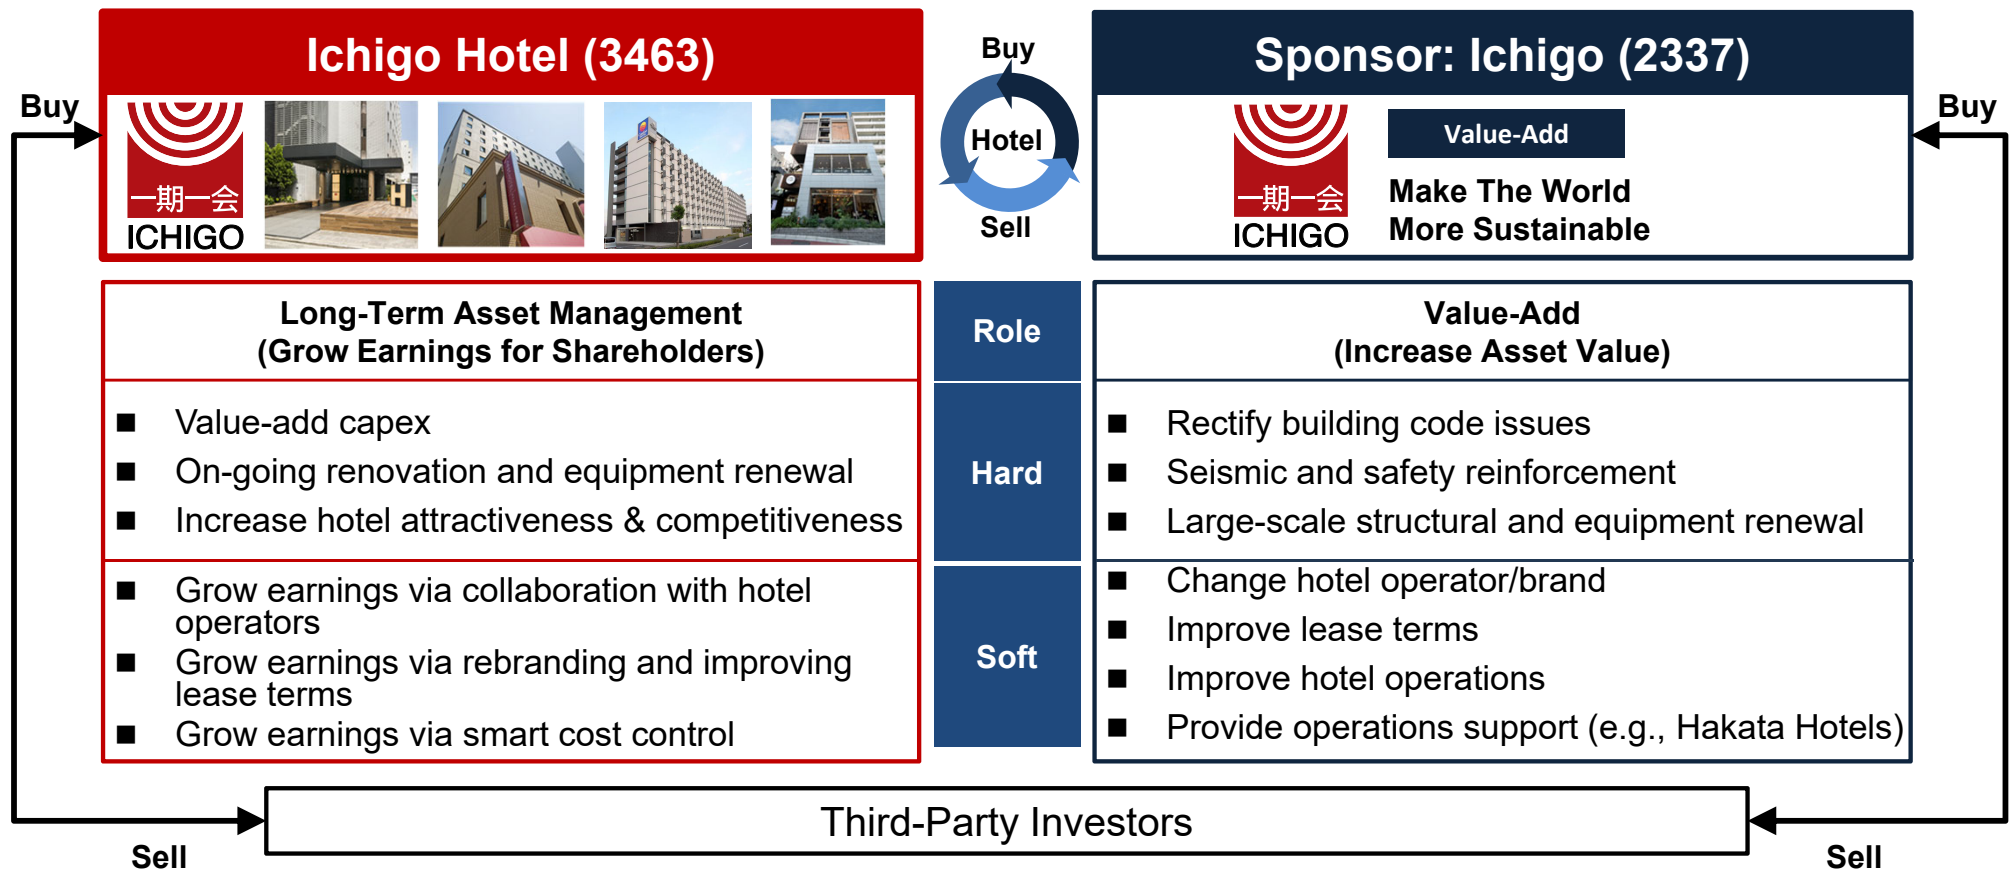 Ichigo Hotel (3463)
Buy
Sponsor: Ichigo (2337)
Buy
一期一会
ICHIGO
Hotel
Sell
一期一会
ICHIGO
Value-Add
Make The World
More Sustainable
Buy
Long-Term Asset Management
(Grow Earnings for Shareholders)
Role
Value-Add
(Increase Asset Value)
■ Value-add capex
■ On-going renovation and equipment renewal
■ Increase hotel attractiveness & competitiveness
Hard
■ Rectify building code issues
■ Seismic and safety reinforcement
■ Large-scale structural and equipment renewal
■ Grow earnings via collaboration with hotel
operators
■ Grow earnings via rebranding and improving
lease terms
■ Grow earnings via smart cost control
Soft
■ Change hotel operator/brand
■ Improve lease terms
■ Improve hotel operations
■ Provide operations support (e.g., Hakata Hotels)
Third-Party Investors
Sell
Sell